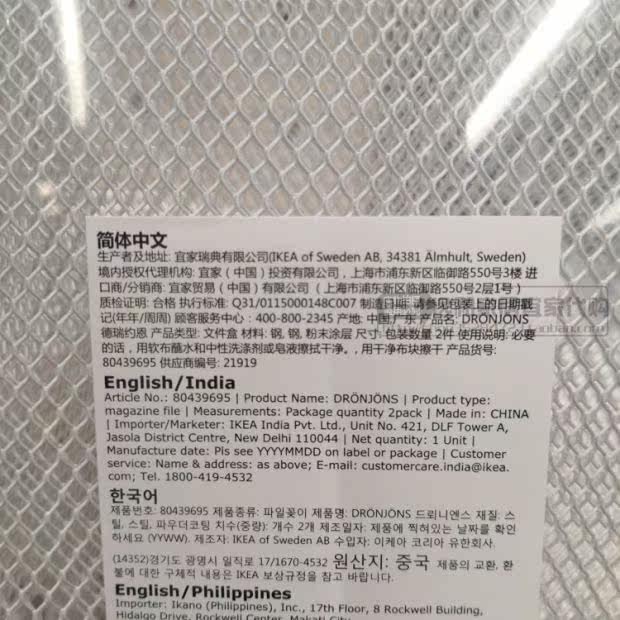 简体中文
生产者及地址: 宜家瑞典有限公司(IKEA of Sweden AB, 34381 Älmhult, Sweden)
境内授权代理机构: 宜家（中国）投资有限公司，上海市浦东新区临御路550号3楼 进
口商/分销商: 宜家贸易（中国）有限公司（上海市浦东新区临御路550号2层1号）
质检证明: 合格 执行标准: Q31/0115000148C007 制造日期: 请参见包装上的日期戳
记(年年/周周) 顾客服务中心：400-800-2345 产地: 中国 广东 产品名: DRÖNJÖNS
德瑞约恩 产品类型: 文件盒 材料: 钢, 钢, 粉末涂层 尺寸: 包装数量 2件 使用说明: 必要
的话，用软布蘸水和中性洗涤剂或皂液擦拭干净。, 用干净布块擦干 产品货号:
80439695 供应商编号: 21919
English/India
Article No.: 80439695 | Product Name: DRÖNJÖNS | Product type:
magazine file | Measurements: Package quantity 2pack | Made in: CHINA
| Importer/Marketer: IKEA India Pvt. Ltd., Unit No. 421, DLF Tower A,
Jasola District Centre, New Delhi 110044 | Net quantity: 1 Unit |
Manufacture date: Pls see YYYYMMDD on label or package | Customer
service: Name & address: as above; E-mail: customercare.india@ikea.
com; Tel. 1800-419-4532
한국어
제품번호: 80439695 제품종류: 파일꽂이 제품명: DRÖNJÖNS 드뢰니엔스 재질: 스
틸, 스틸, 파우더코팅 치수(중량): 개수 2개 제조일자: 제품에 찍혀있는 날짜를 확인
하세요 (YYWW). 제조자: IKEA of Sweden AB 수입자: 이케아 코리아 유한회사.
(14352)경기도 광명시 일직로 17/1670-4532 원산지: 중국 제품의 교환, 환
불에 대한 구체적 내용은 IKEA 보상규정을 참고 바랍니다.
English/Philippines
Importer: Ikano (Philippines), Inc., 17th Floor, 8 Rockwell Building,
Hidalgo Drive, Rockwell Center, Makati City
宜家代购